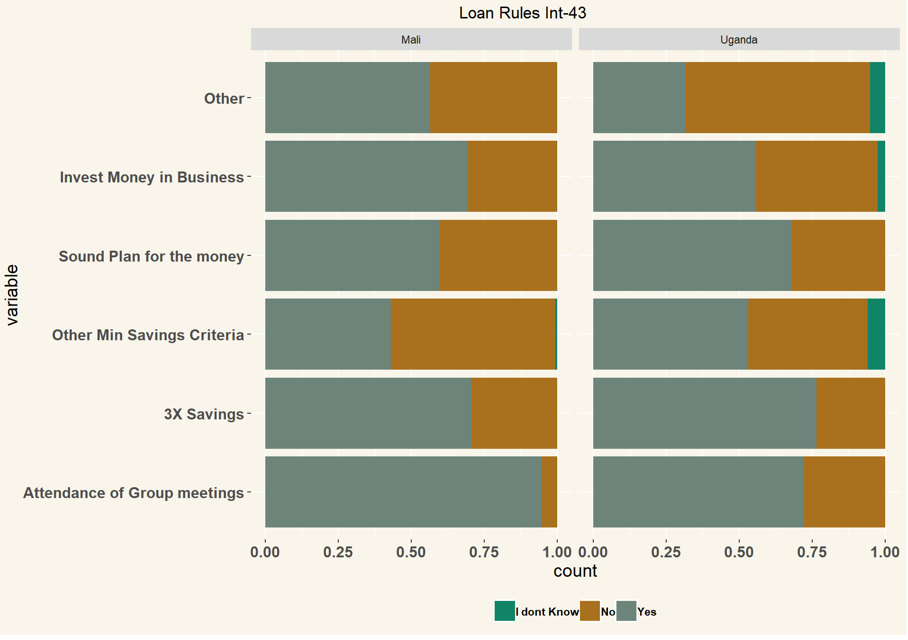 Loan Rules Int-43
Mali
Uganda
variable
Other
Invest Money in Business
Sound Plan for the money
Other Min Savings Criteria
3X Savings
Attendance of Group meetings
0.00 0.25 0.50 0.75 1.00 0.00 0.25 0.50 0.75 1.00
count
I dont Know No Yes